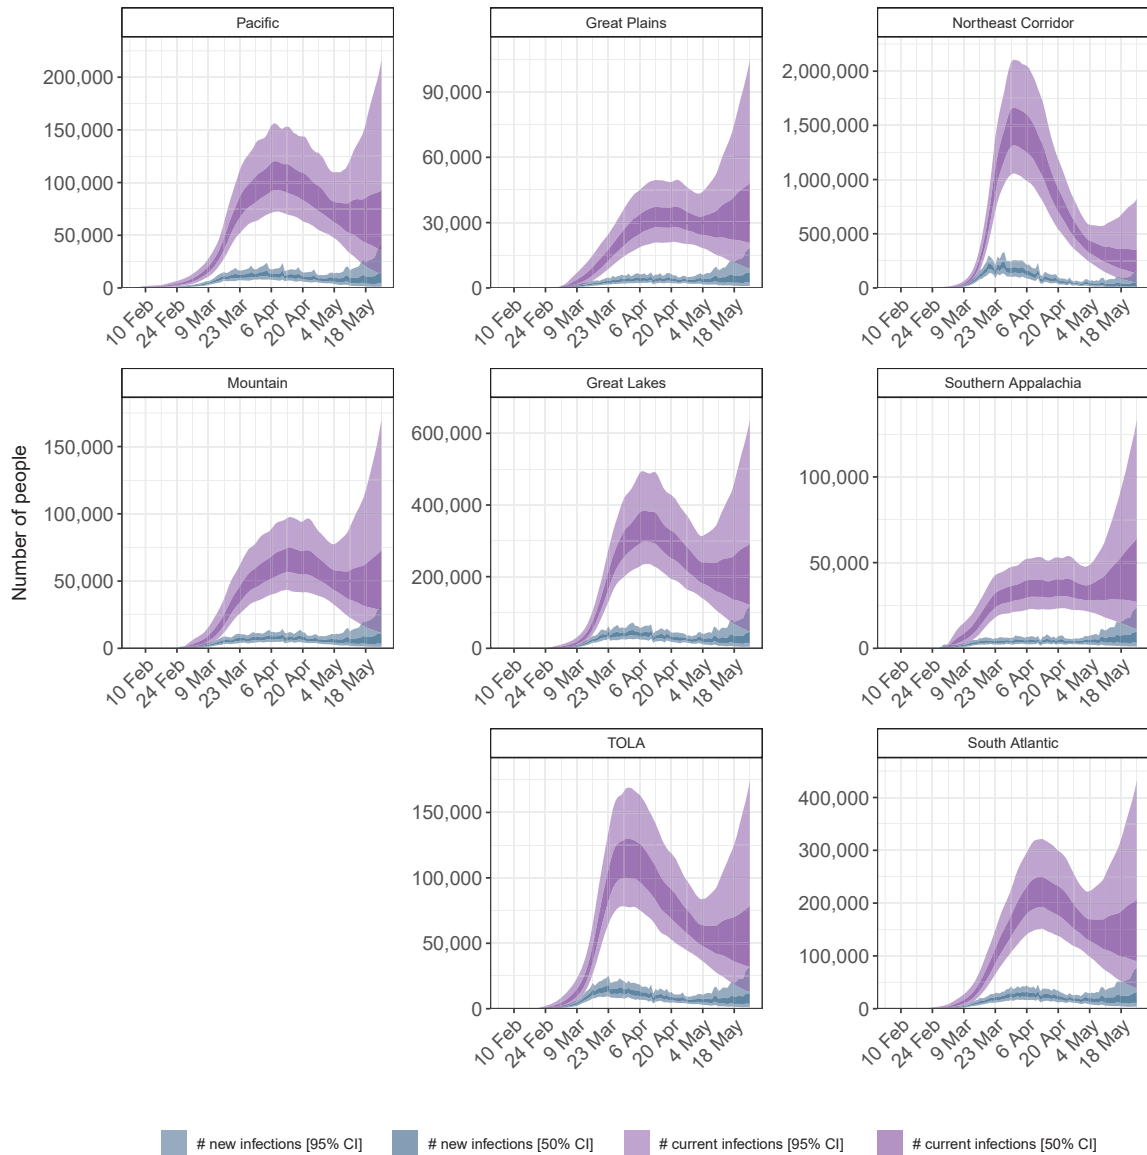 Pacific
Great Plains
Northeast Corridor
200,000
150,000
100,000
50,000
0
10 Feb
24 Feb
9 Mar
23 Mar
6 Apr
20 Apr
4 May
18 May
90,000
60,000
30,000
0
10 Feb
24 Feb
9 Mar
23 Mar
6 Apr
20 Apr
4 May
18 May
2,000,000
1,500,000
1,000,000
500,000
0
10 Feb
24 Feb
9 Mar
23 Mar
6 Apr
20 Apr
4 May
18 May
Number of people
Mountain
Great Lakes
Southern Appalachia
150,000
100,000
50,000
0
10 Feb
24 Feb
9 Mar
23 Mar
6 Apr
20 Apr
4 May
18 May
600,000
400,000
200,000
0
10 Feb
24 Feb
9 Mar
23 Mar
6 Apr
20 Apr
4 May
18 May
100,000
50,000
0
10 Feb
24 Feb
9 Mar
23 Mar
6 Apr
20 Apr
4 May
18 May
TOLA
South Atlantic
150,000
100,000
50,000
0
10 Feb
24 Feb
9 Mar
23 Mar
6 Apr
20 Apr
4 May
18 May
400,000
300,000
200,000
100,000
0
10 Feb
24 Feb
9 Mar
23 Mar
6 Apr
20 Apr
4 May
18 May
# new infections [95% CI]
# new infections [50% CI]
# current infections [95% CI]
# current infections [50% CI]